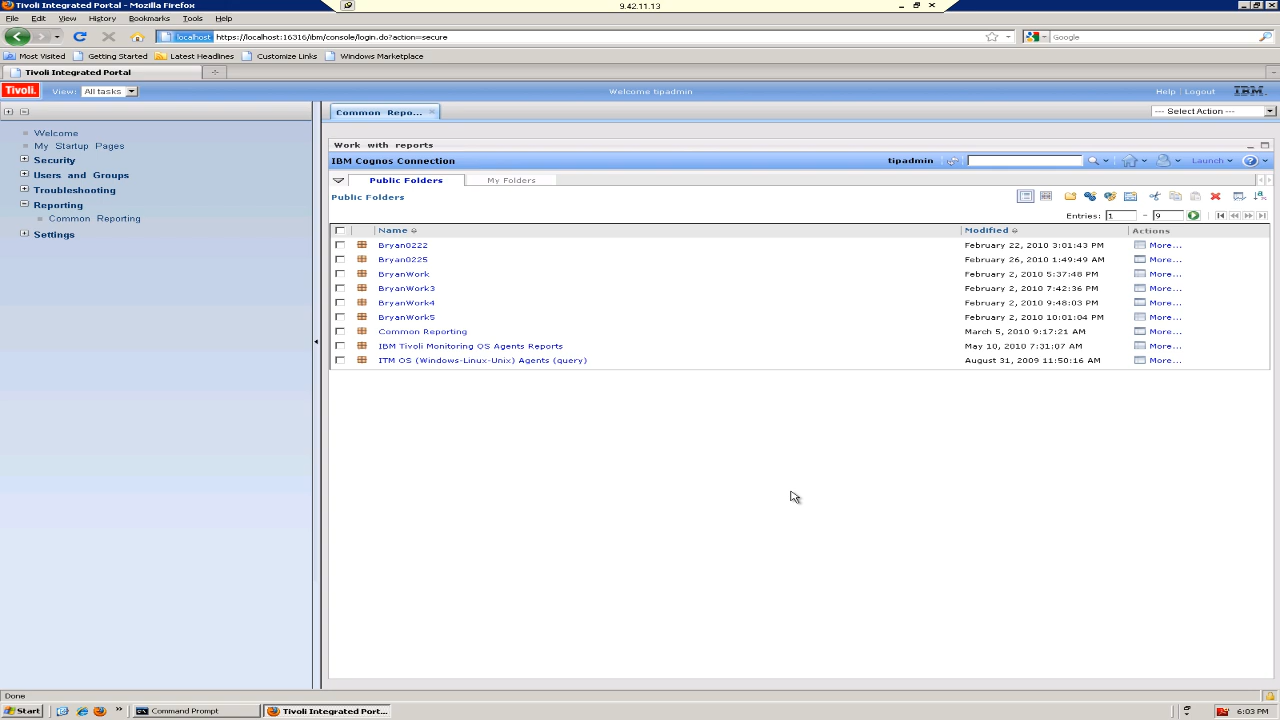 Tivoli Integrated Portal - Mozilla Firefox
9.42.11.13
File Edit View History Bookmarks Tools Help
localhost https://localhost:16316/ibm/console/login.do?action=secure
Google
Most Visited Getting Started Latest Headlines Customize Links Windows Marketplace
Tivoli Integrated Portal
Tivoli. View: All tasks Welcome tipadmin Help Logout IBM
Common Repo... --- Select Action ---
Welcome
My Startup Pages
Security
Users and Groups
Troubleshooting
Reporting
Common Reporting
Settings
Work with reports
IBM Cognos Connection tipadmin Launch
Public Folders My Folders
Public Folders
Entries: 1 - 9
Name Modified Actions
Bryan0222 February 22, 2010 3:01:43 PM More...
Bryan0225 February 26, 2010 1:49:49 AM More...
BryanWork February 2, 2010 5:37:48 PM More...
BryanWork3 February 2, 2010 7:42:36 PM More...
BryanWork4 February 2, 2010 9:48:03 PM More...
BryanWork5 February 2, 2010 10:01:04 PM More...
Common Reporting March 5, 2010 9:17:21 AM More...
IBM Tivoli Monitoring OS Agents Reports May 10, 2010 7:31:07 AM More...
ITM OS (Windows-Linux-Unix) Agents (query) August 31, 2009 11:50:16 AM More...
Done
Start Command Prompt Tivoli Integrated Port... 6:03 PM